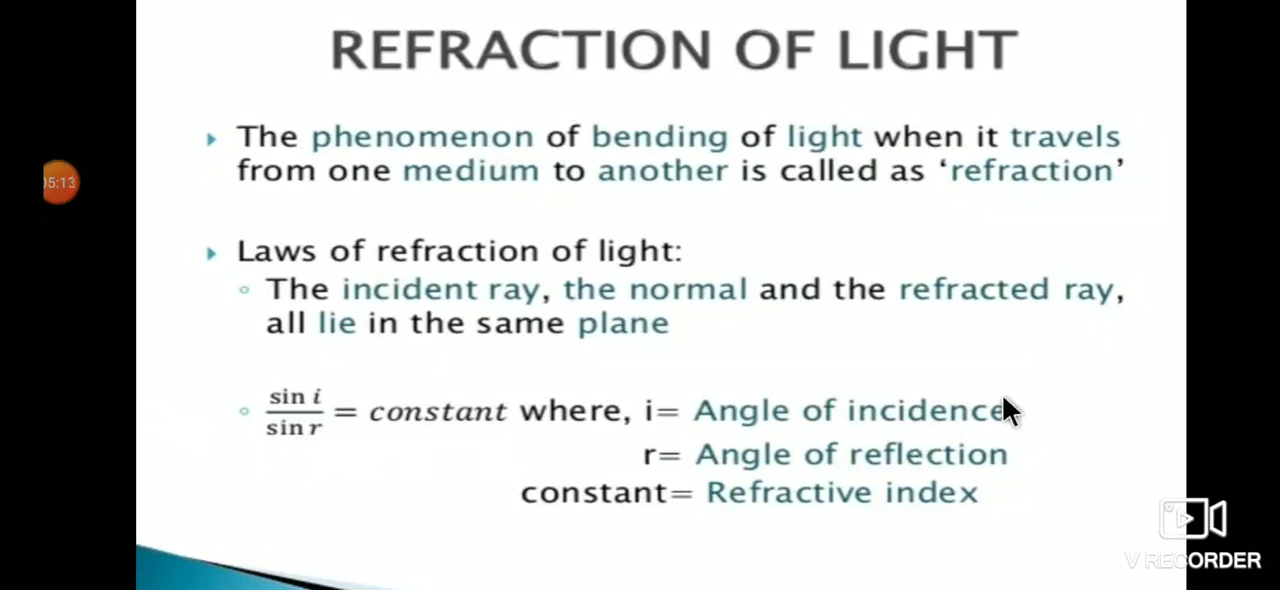 REFRACTION OF LIGHT
The phenomenon of bending of light when it travels
from one medium to another is called as ‘refraction’
05:13
Laws of refraction of light:
The incident ray, the normal and the refracted ray,
all lie in the same plane
sin i / sin r = constant where, i= Angle of incidence
r= Angle of reflection
constant= Refractive index
V RECORDER